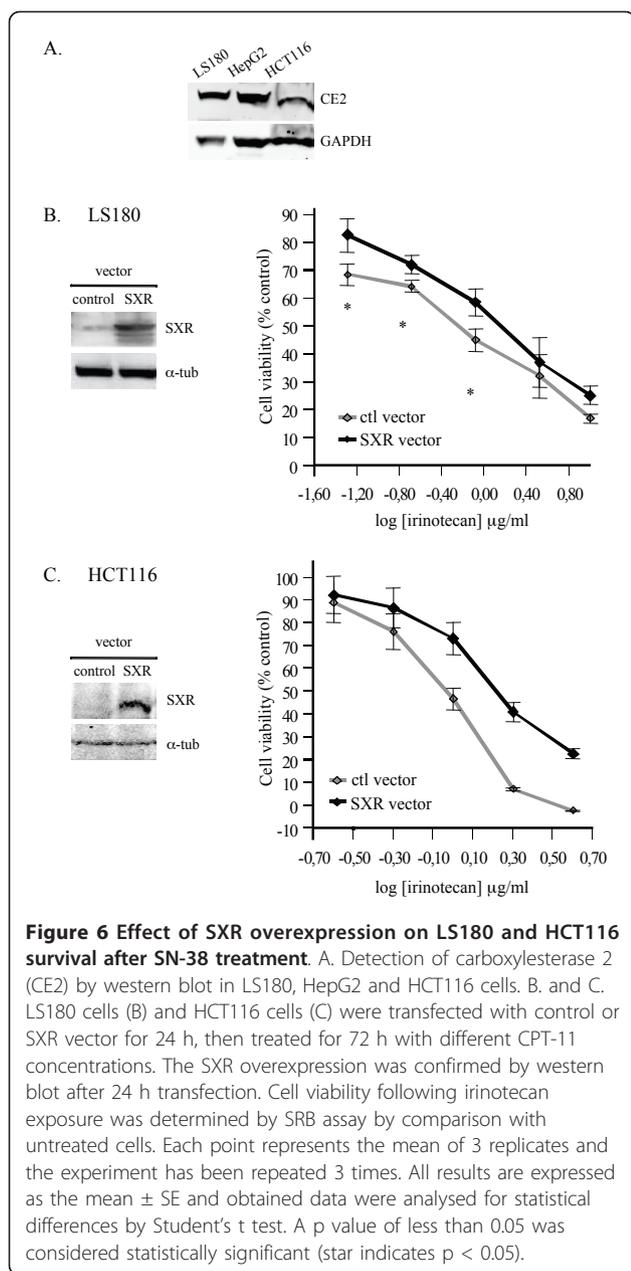 A.
LS180 HepG2 HCT116
CE2
GAPDH
B. LS180
vector
control SXR
SXR
α-tub
Cell viability (% control)
90
80
70
60
50
40
30
20
10
0
*
*
*
ctl vector
SXR vector
-1,60 -1,20 -0,80 -0,40 0,00 0,40 0,80
log [irinotecan] µg/ml
C. HCT116
vector
control SXR
SXR
α-tub
Cell viability (% control)
100
90
80
70
60
50
40
30
20
10
0
-10
ctl vector
SXR vector
-0,70 -0,50 -0,30 -0,10 0,10 0,30 0,50 0,70
log [irinotecan] µg/ml
Figure 6 Effect of SXR overexpression on LS180 and HCT116
survival after SN-38 treatment. A. Detection of carboxylesterase 2
(CE2) by western blot in LS180, HepG2 and HCT116 cells. B. and C.
LS180 cells (B) and HCT116 cells (C) were transfected with control or
SXR vector for 24 h, then treated for 72 h with different CPT-11
concentrations. The SXR overexpression was confirmed by western
blot after 24 h transfection. Cell viability following irinotecan
exposure was determined by SRB assay by comparison with
untreated cells. Each point represents the mean of 3 replicates and
the experiment has been repeated 3 times. All results are expressed
as the mean ± SE and obtained data were analysed for statistical
differences by Student's t test. A p value of less than 0.05 was
considered statistically significant (star indicates p < 0.05).